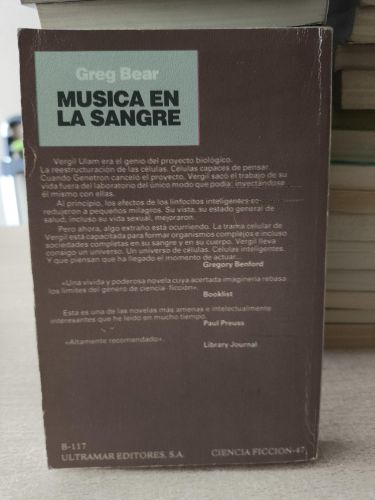 Greg Bear
MUSICA EN
LA SANGRE
Vergil Ulam era el genio del proyecto biológico.
La reestructuración de las células. Células capaces de pensar.
Cuando Genetron canceló el proyecto, Vergil sacó el trabajo de su
vida fuera del laboratorio del único modo que podía: inyectándose
él mismo con ellas.
Al principio, los efectos de los linfocitos inteligentes se
redujeron a pequeños milagros. Su vista, su estado general de
salud, incluso su vida sexual, mejoraron.
Pero ahora, algo extraño está ocurriendo. La trama celular de
Vergil está capacitada para formar organismos complejos e incluso
sociedades completas en su sangre y en su cuerpo. Vergil lleva
consigo un universo. Un universo de células. Células inteligentes.
Y que piensan que ha llegado el momento de actuar...
Gregory Benford
«Una vívida y poderosa novela cuya acertada imaginería rebasa
los límites del género de ciencia-ficción».
Booklist
Esta es una de las novelas más amenas e intelectualmente
interesantes que he leído en mucho tiempo.
Paul Preuss
«Altamente recomendado».
Library Journal
B-117
ULTRAMAR EDITORES, S.A.
CIENCIA FICCION-47